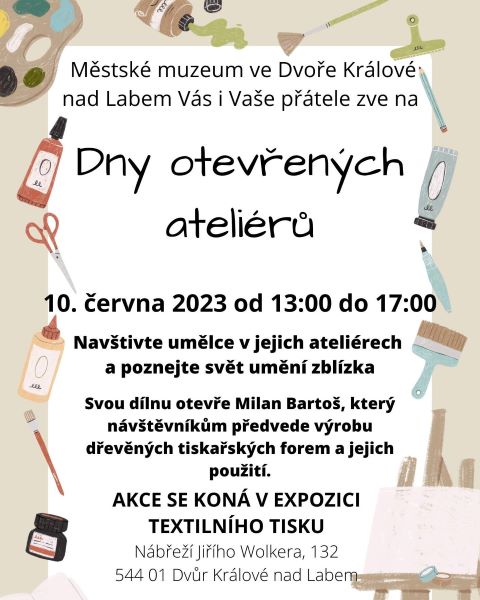 Městské muzeum ve Dvoře Králové
nad Labem Vás i Vaše přátele zve na
Dny otevřených
ateliérů
10. června 2023 od 13:00 do 17:00
Navštivte umělce v jejich ateliérech
a poznejte svět umění zblízka
Svou dílnu otevře Milan Bartoš, který
návštěvníkům předvede výrobu
dřevěných tiskařských forem a jejich
použití.
AKCE SE KONÁ V EXPOZICI
TEXTILNÍHO TISKU
Nábřeží Jiřího Wolkera, 132
544 01 Dvůr Králové nad Labem